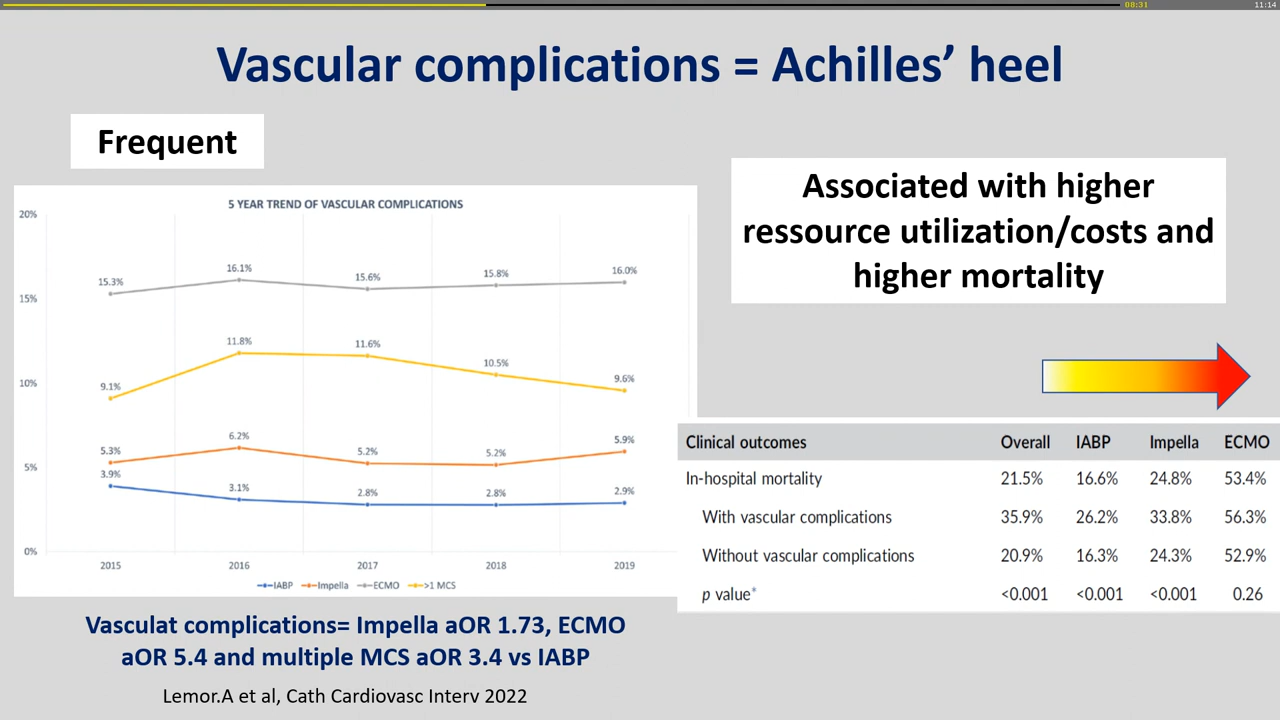 08:31
11:14
Vascular complications = Achilles’ heel
Frequent
Associated with higher
ressource utilization/costs and
higher mortality
5 YEAR TREND OF VASCULAR COMPLICATIONS
20%
15%
10%
5%
0%
15.3%
16.1%
15.6%
15.8%
16.0%
9.1%
11.8%
11.6%
10.5%
9.6%
5.3%
6.2%
5.2%
5.2%
5.9%
3.9%
3.1%
2.8%
2.8%
2.9%
2015 2016 2017 2018 2019
IABP Impella ECMO >1 MCS
Clinical outcomes Overall IABP Impella ECMO
In-hospital mortality 21.5% 16.6% 24.8% 53.4%
With vascular complications 35.9% 26.2% 33.8% 56.3%
Without vascular complications 20.9% 16.3% 24.3% 52.9%
p value* <0.001 <0.001 <0.001 0.26
Vasculat complications= Impella aOR 1.73, ECMO
aOR 5.4 and multiple MCS aOR 3.4 vs IABP
Lemor.A et al, Cath Cardiovasc Interv 2022